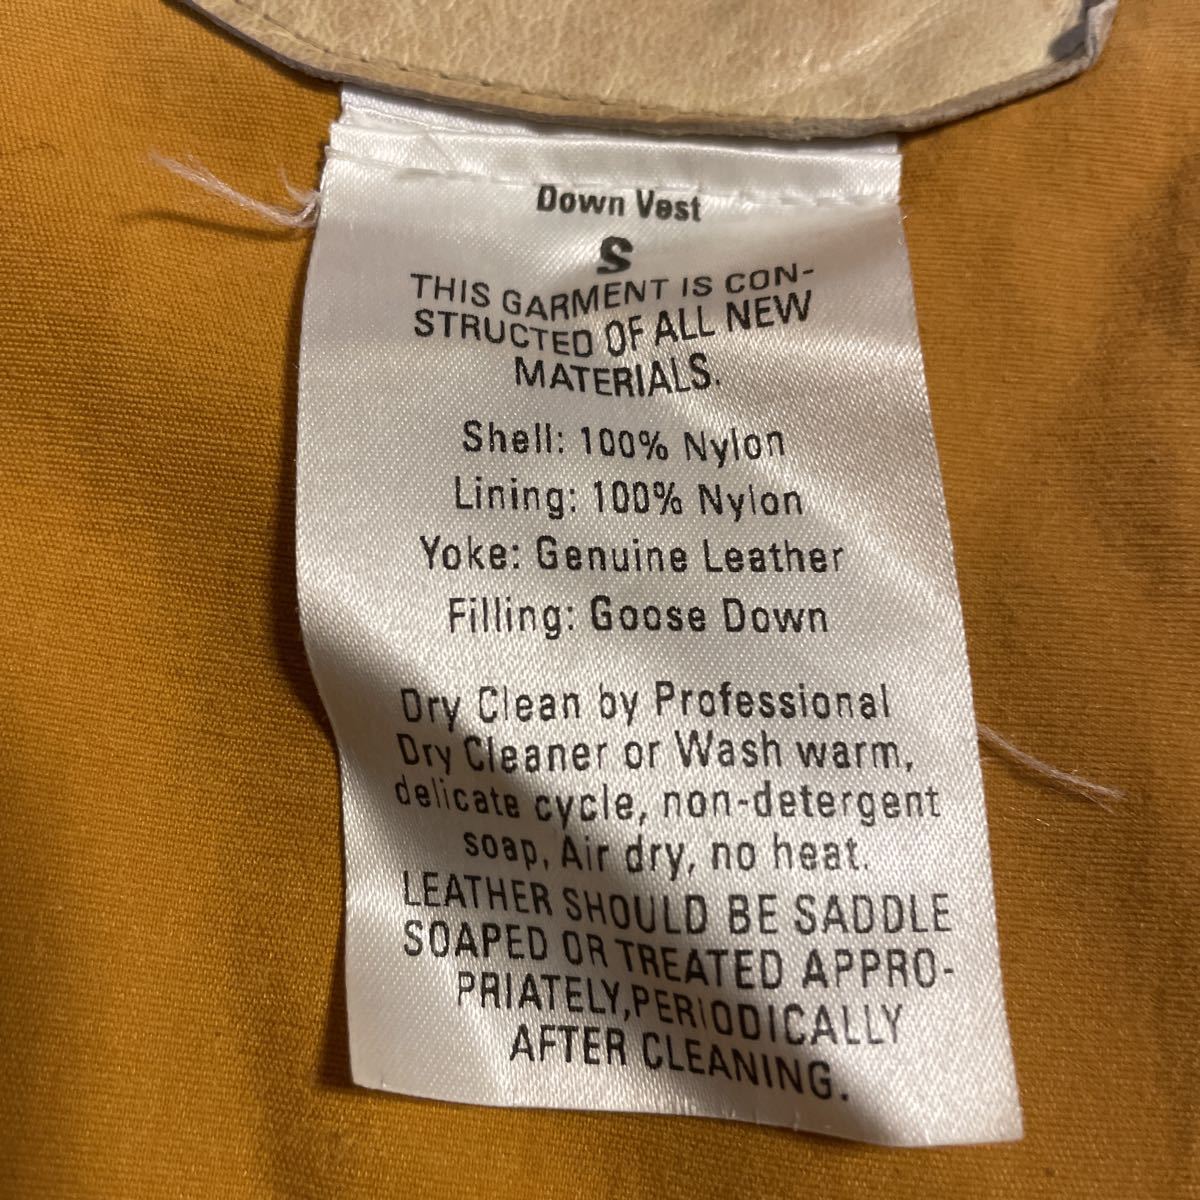 Down Vest
S
THIS GARMENT IS CON-
STRUCTED OF ALL NEW
MATERIALS.
Shell: 100% Nylon
Lining: 100% Nylon
Yoke: Genuine Leather
Filling: Goose Down
Dry Clean by Professional
Dry Cleaner or Wash warm,
delicate cycle, non-detergent
soap, Air dry, no heat.
LEATHER SHOULD BE SADDLE
SOAPED OR TREATED APPRO-
PRIATELY,PERIODICALLY
AFTER CLEANING.